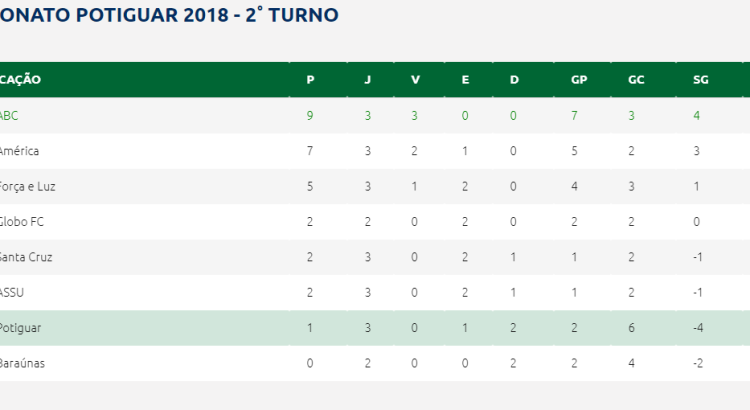 ONATO POTIGUAR 2018 - 2° TURNO
CAÇÃO P J V E D GP GC SG
ABC 9 3 3 0 0 7 3 4
América 7 3 2 1 0 5 2 3
Força e Luz 5 3 1 2 0 4 3 1
Globo FC 2 2 0 2 0 2 2 0
Santa Cruz 2 3 0 2 1 1 2 -1
ASSU 2 3 0 2 1 1 2 -1
Potiguar 1 3 0 1 2 2 6 -4
Baraúnas 0 2 0 0 2 2 4 -2